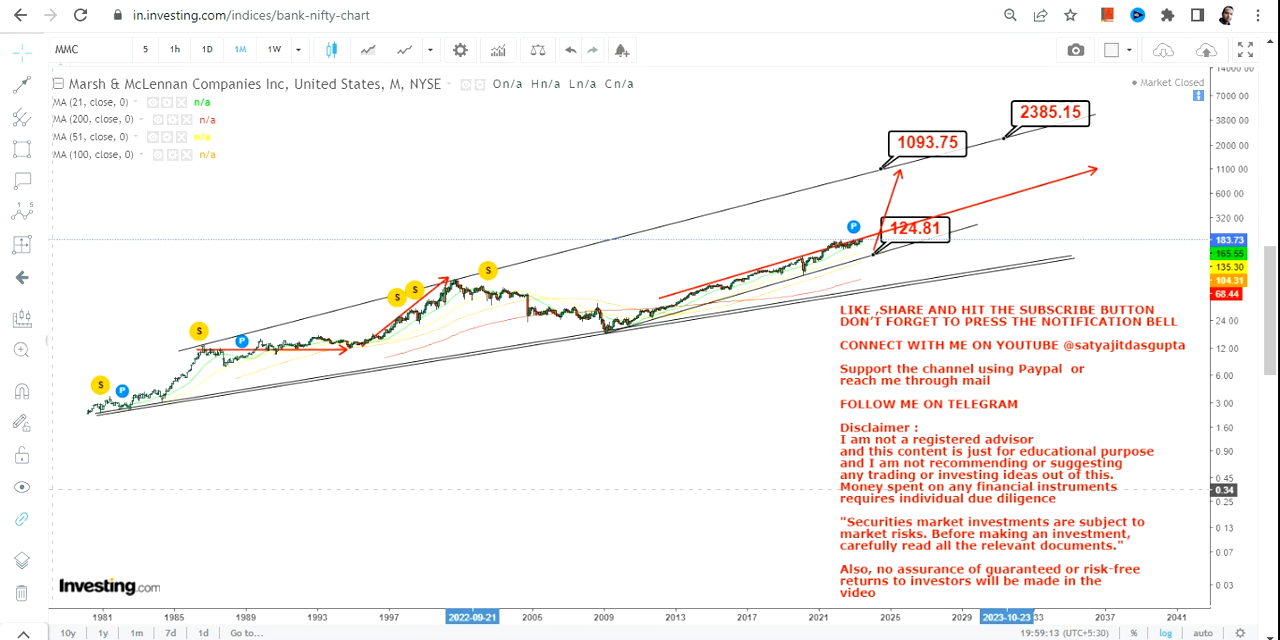 in.investing.com/indices/bank-nifty-chart
MMC 5 1h 1D 1M 1W
Marsh & McLennan Companies Inc, United States, M, NYSE On/a Hn/a Ln/a Cn/a
Market Closed
MA (21, close, 0) n/a
MA (200, close, 0) n/a
MA (51, close, 0) n/a
MA (100, close, 0) n/a
14000.00
7000.00
3800.00
2000.00
1100.00
600.00
320.00
183.73
165.55
135.30
104.31
68.44
24.00
12.00
6.00
3.00
1.60
0.90
0.45
0.34
0.25
0.13
0.07
0.03
2385.15
1093.75
124.81
P
S
S
S
S
P
S
P
LIKE ,SHARE AND HIT THE SUBSCRIBE BUTTON
DON'T FORGET TO PRESS THE NOTIFICATION BELL
CONNECT WITH ME ON YOUTUBE @satyajitdasgupta
Support the channel using Paypal or
reach me through mail
FOLLOW ME ON TELEGRAM
Disclaimer :
I am not a registered advisor
and this content is just for educational purpose
and I am not recommending or suggesting
any trading or investing ideas out of this.
Money spent on any financial instruments
requires individual due diligence
"Securities market investments are subject to
market risks. Before making an investment,
carefully read all the relevant documents."
Also, no assurance of guaranteed or risk-free
returns to investors will be made in the
video
Investing.com
1981 1985 1989 1993 1997 2022-09-21 2005 2009 2013 2017 2021 2025 2029 2023-10-23 33 2037 2041
10y 1y 1m 7d 1d Go to... 19:59:13 (UTC+5:30) % log auto